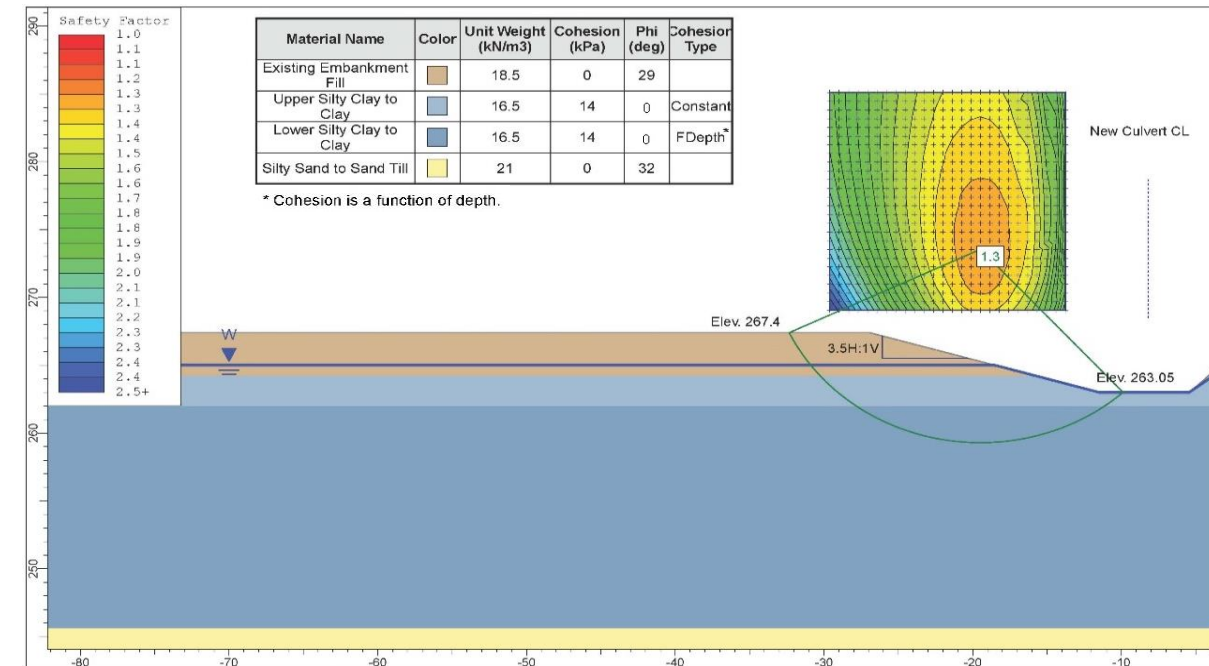 Safety Factor
1.0
1.1
1.1
1.2
1.3
1.3
1.4
1.4
1.5
1.6
1.6
1.7
1.8
1.8
1.9
2.0
2.1
2.1
2.2
2.3
2.3
2.4
2.4
2.5+
Material Name Color Unit Weight (kN/m3) Cohesion (kPa) Phi (deg) Cohesion Type
Existing Embankment Fill 18.5 0 29
Upper Silty Clay to Clay 16.5 14 0 Constant
Lower Silty Clay to Clay 16.5 14 0 FDepth*
Silty Sand to Sand Till 21 0 32
* Cohesion is a function of depth.
New Culvert CL
1.3
Elev. 267.4
W
3.5H:1V
Elev. 263.05
290
280
270
260
250
-80 -70 -60 -50 -40 -30 -20 -10